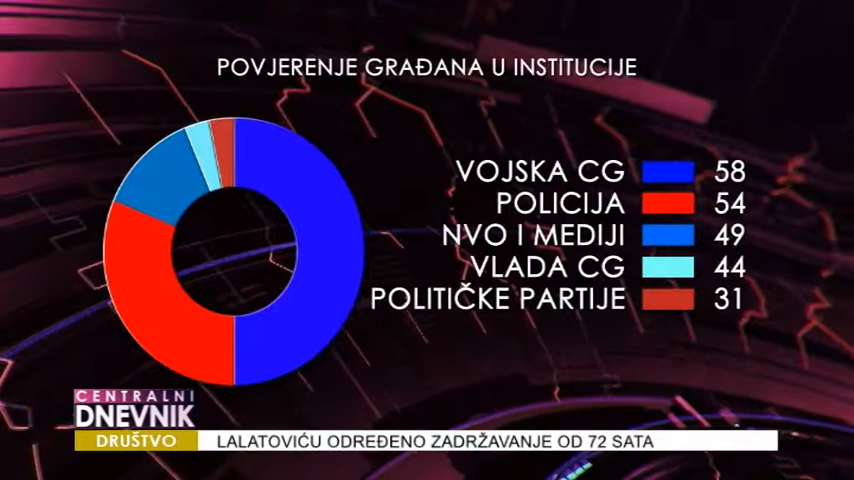 POVJERENJE GRAĐANA U INSTITUCIJE
VOJSKA CG 58
POLICIJA 54
NVO I MEDIJI 49
VLADA CG 44
POLITIČKE PARTIJE 31
CENTRALNI
DNEVNIK
DRUŠTVO LALATOVIĆU ODREĐENO ZADRŽAVANJE OD 72 SATA